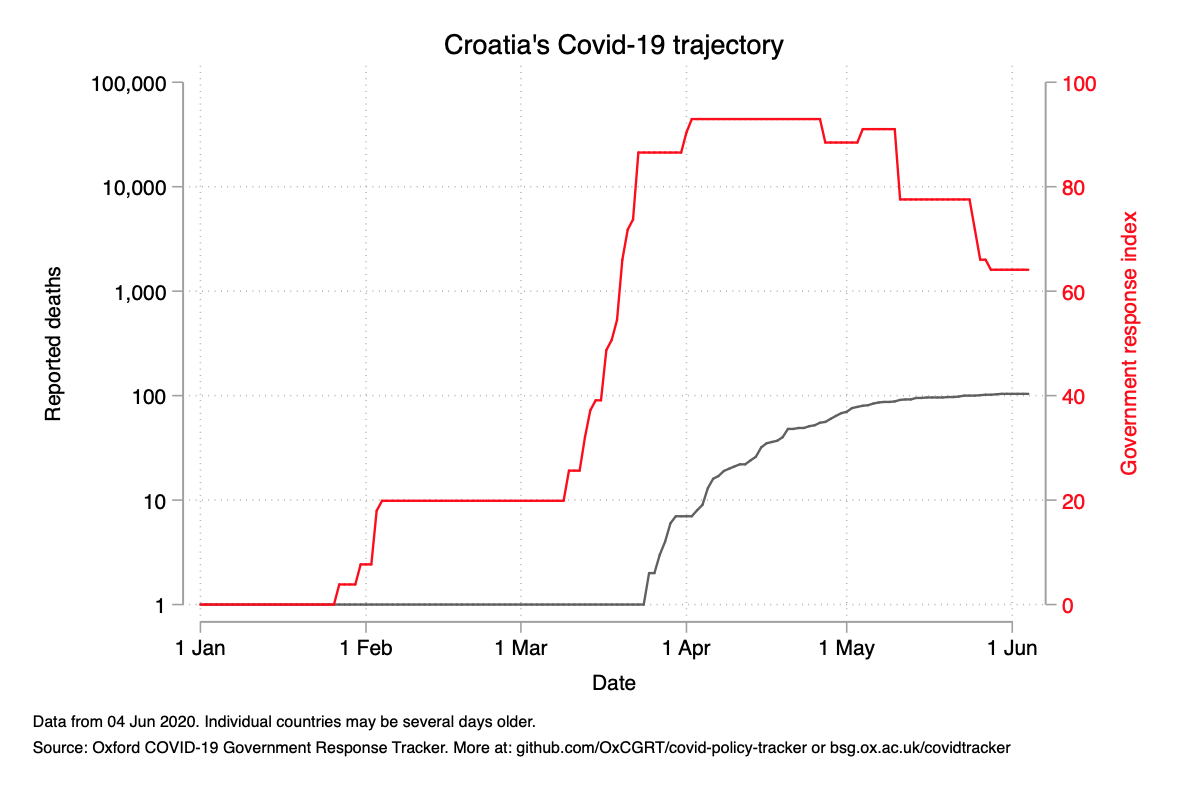 Croatia's Covid-19 trajectory
100,000
10,000
1,000
100
10
1
Reported deaths
100
80
60
40
20
0
Government response index
1 Jan 1 Feb 1 Mar 1 Apr 1 May 1 Jun
Date
Data from 04 Jun 2020. Individual countries may be several days older.
Source: Oxford COVID-19 Government Response Tracker. More at: github.com/OxCGRT/covid-policy-tracker or bsg.ox.ac.uk/covidtracker